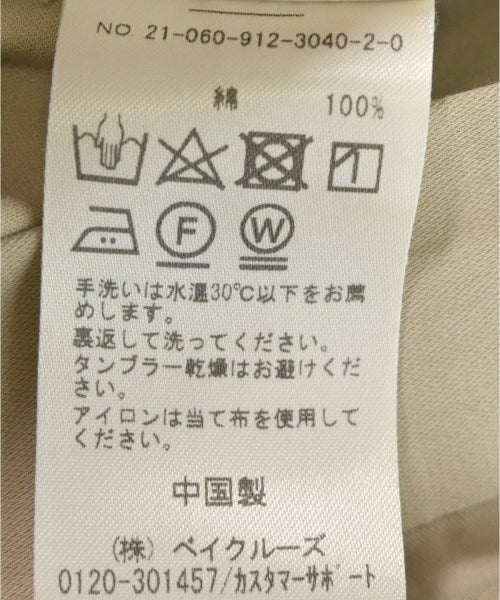 NO. 21-060-912-3040-2-0
綿 100%
F W
手洗いは水温30℃以下をお薦
めします。
裏返して洗ってください。
タンブラー乾燥はお避けくだ
さい。
アイロンは当て布を使用して
ください。
中国製
(株) ベイクルーズ
0120-301457/カスタマーサポート